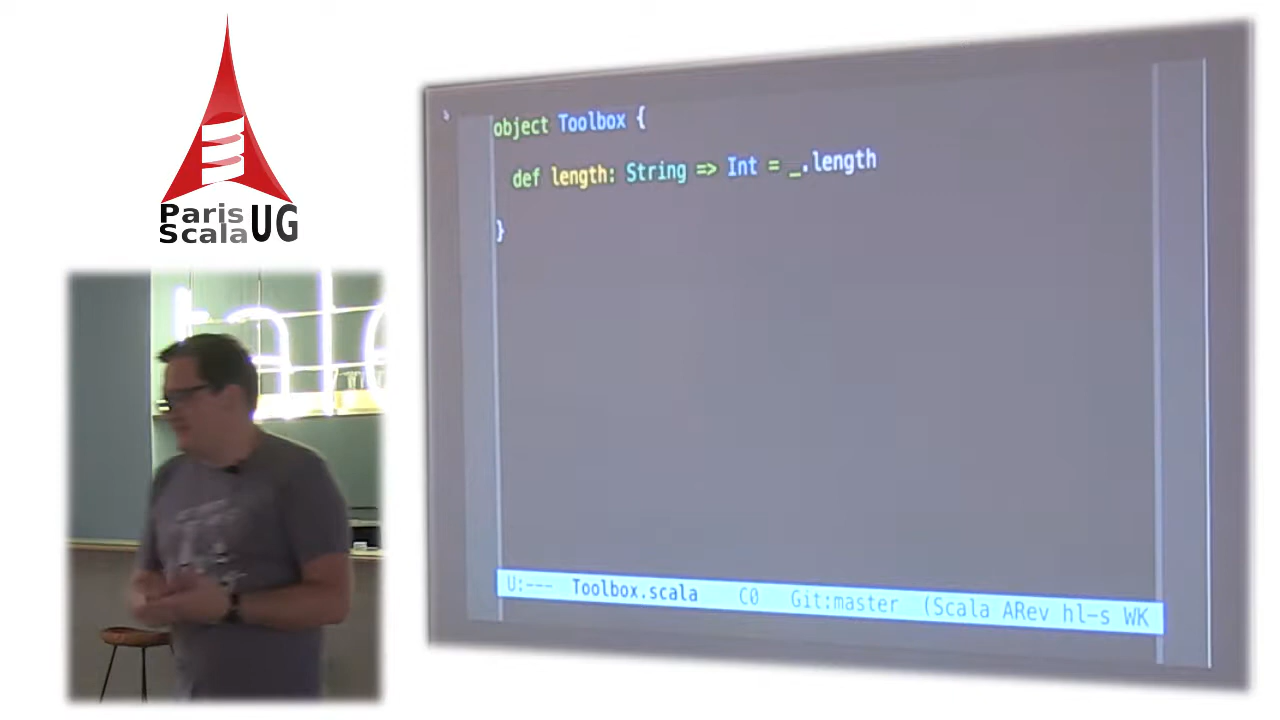 Paris
Scala UG
object Toolbox {
def length: String => Int = _.length
}
U:--- Toolbox.scala C0 Git:master (Scala ARev hl-s WK